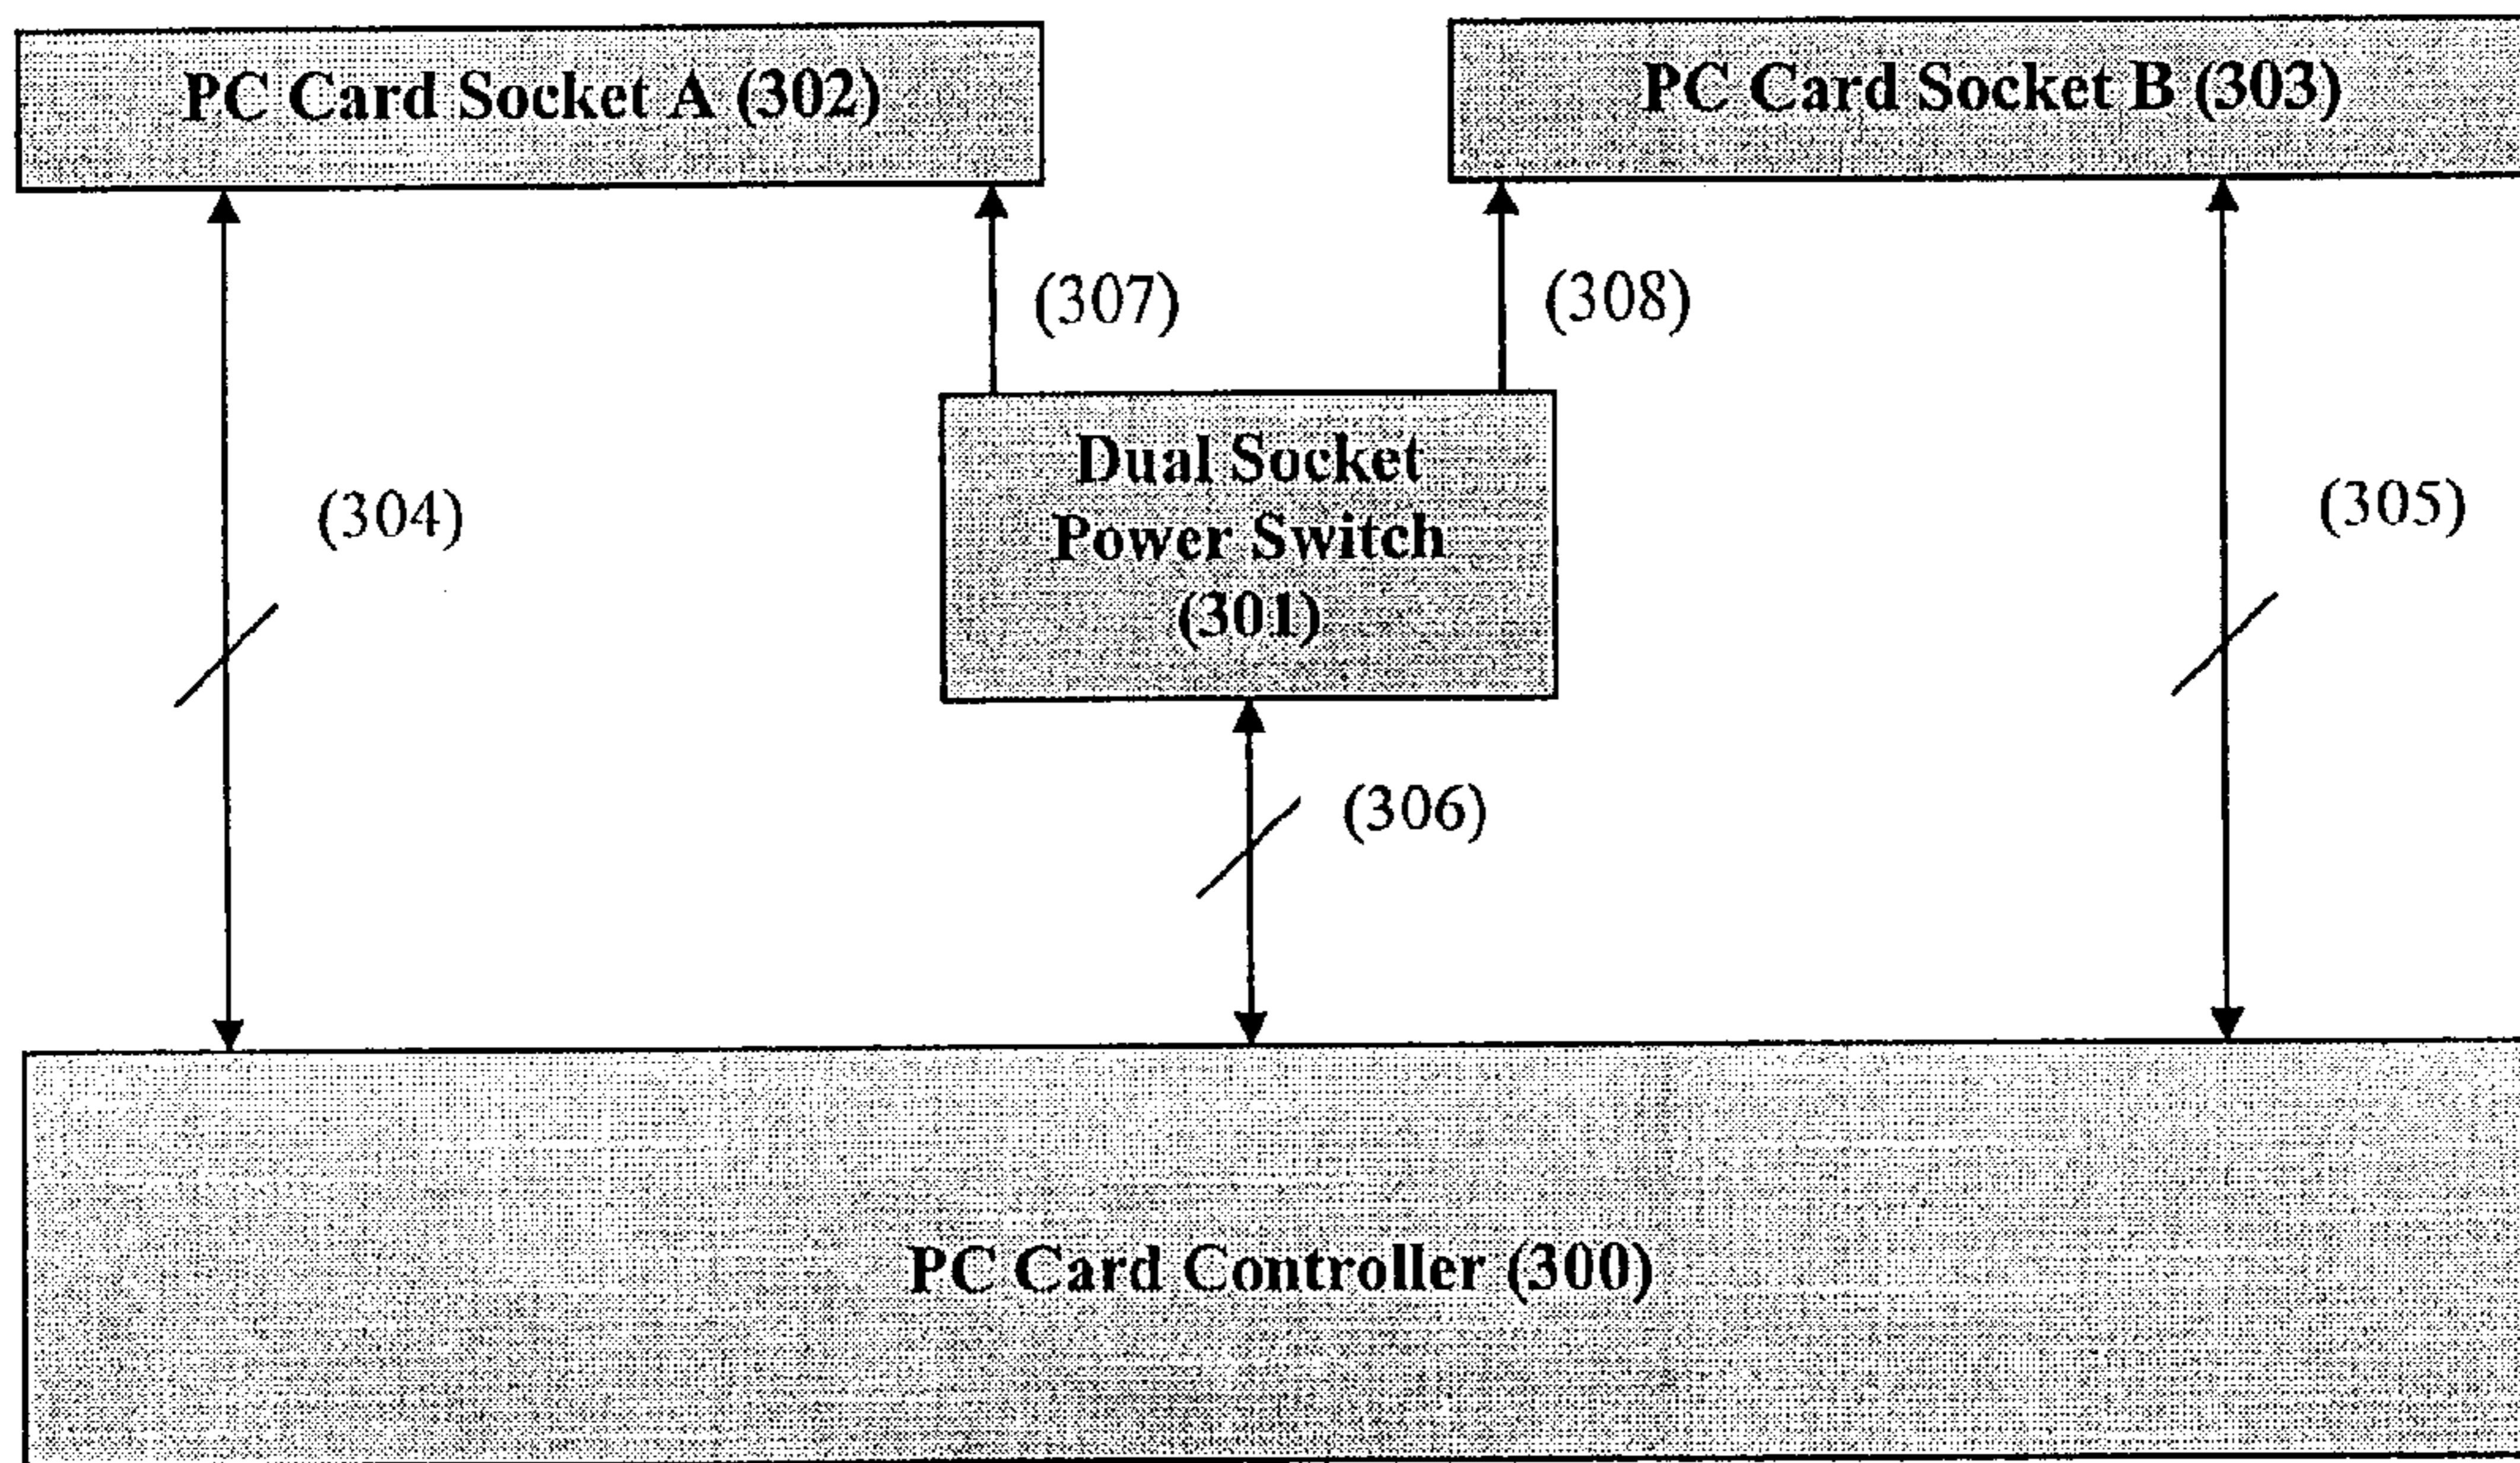 PC Card Socket A (302)
PC Card Socket B (303)
(307)
(308)
Dual Socket
Power Switch
(301)
(304)
(305)
(306)
PC Card Controller (300)